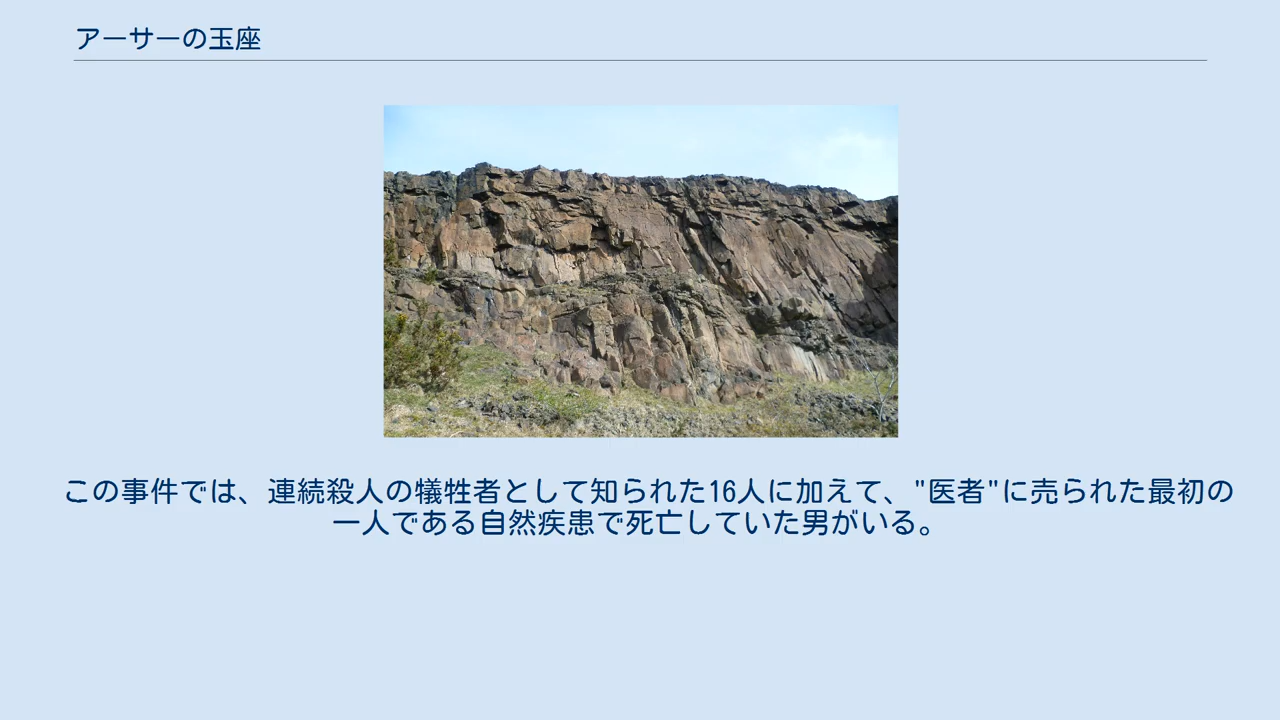 アーサーの玉座
この事件では、連続殺人の犠牲者として知られた16人に加えて、"医者"に売られた最初の
一人である自然疾患で死亡していた男がいる。